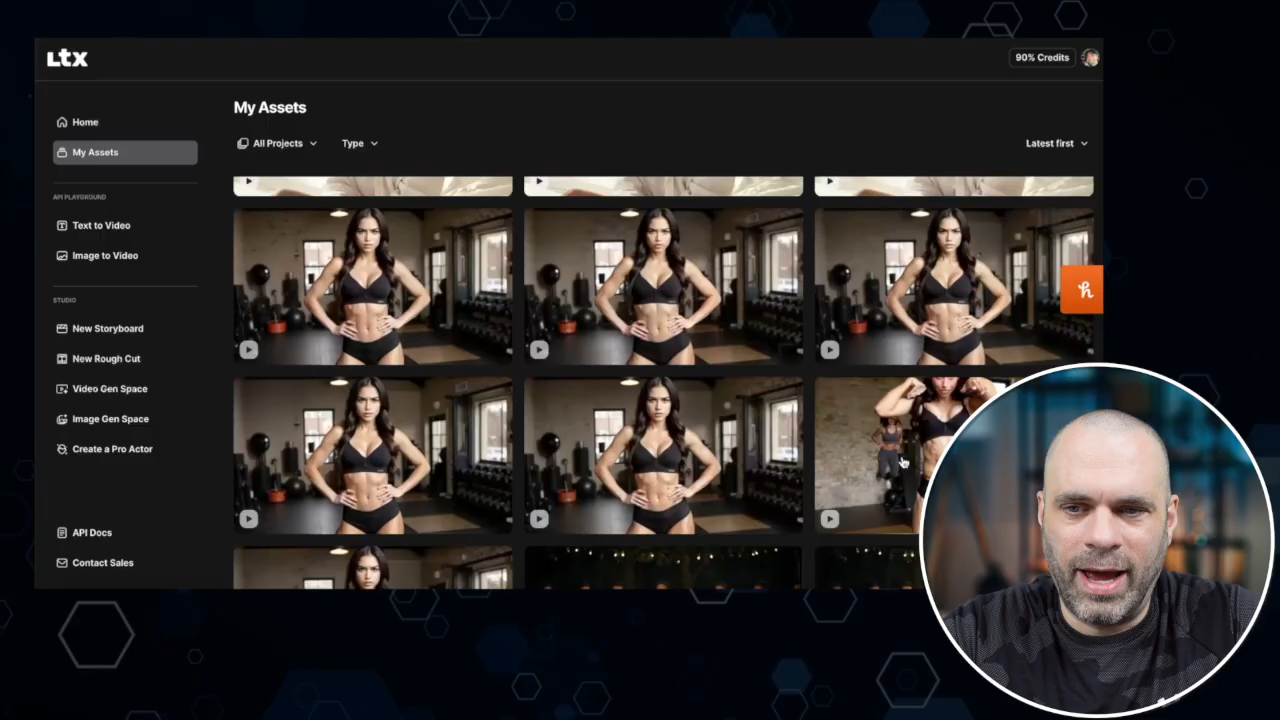 Ltx
90% Credits
Home
My Assets
API PLAYGROUND
Text to Video
Image to Video
STUDIO
New Storyboard
New Rough Cut
Video Gen Space
Image Gen Space
Create a Pro Actor
API Docs
Contact Sales
My Assets
All Projects
Type
Latest first
h